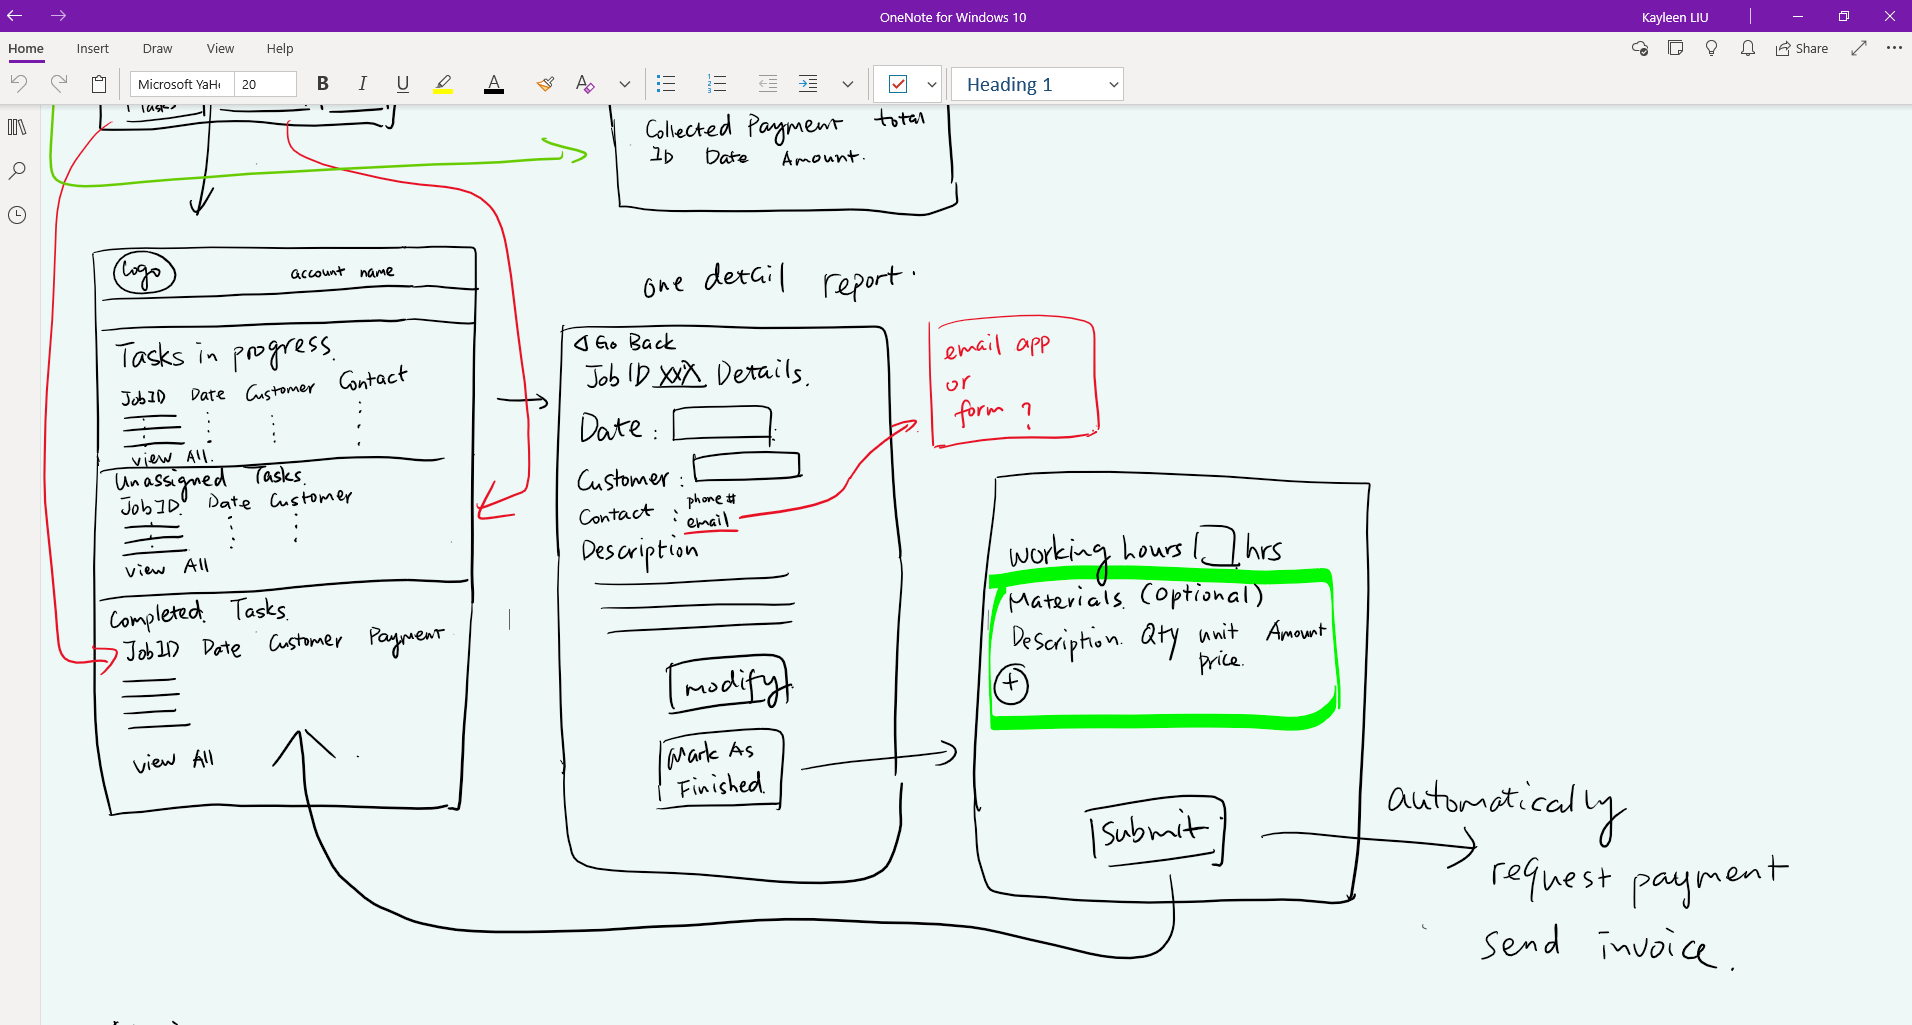 OneNote for Windows 10
Kayleen LIU
Home Insert Draw View Help
Share
Microsoft YaHe 20 B I U A A Heading 1
Tasks
Collected Payment total
ID Date Amount.
Logo
account name
one detail report.
Tasks in progress.
JobID Date Customer Contact
view All.
Unassigned Tasks.
JobID Date Customer
view All
Completed Tasks.
JobID Date Customer Payment
view All
Go Back
Job ID XXX Details.
Date :
Customer :
Contact : phone #
email
Description
modify
Mark As
Finished.
email app
or
form ?
working hours hrs
Materials. (Optional)
Description. Qty unit Amount
price.
+
Submit
automatically
request payment
send invoice.